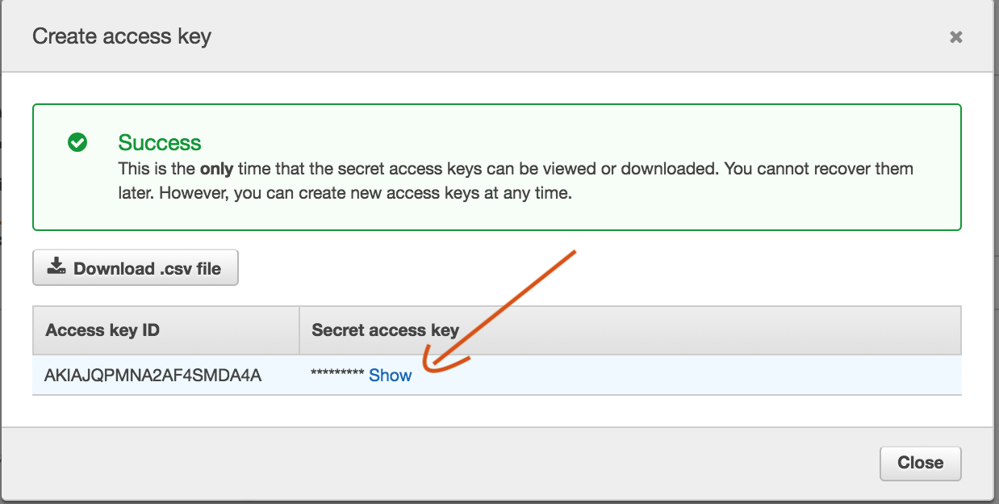 Create access key
Success
This is the only time that the secret access keys can be viewed or downloaded. You cannot recover them
later. However, you can create new access keys at any time.
Download .csv file
Access key ID Secret access key
AKIAJQPMNA2AF4SMDA4A ********* Show
Close